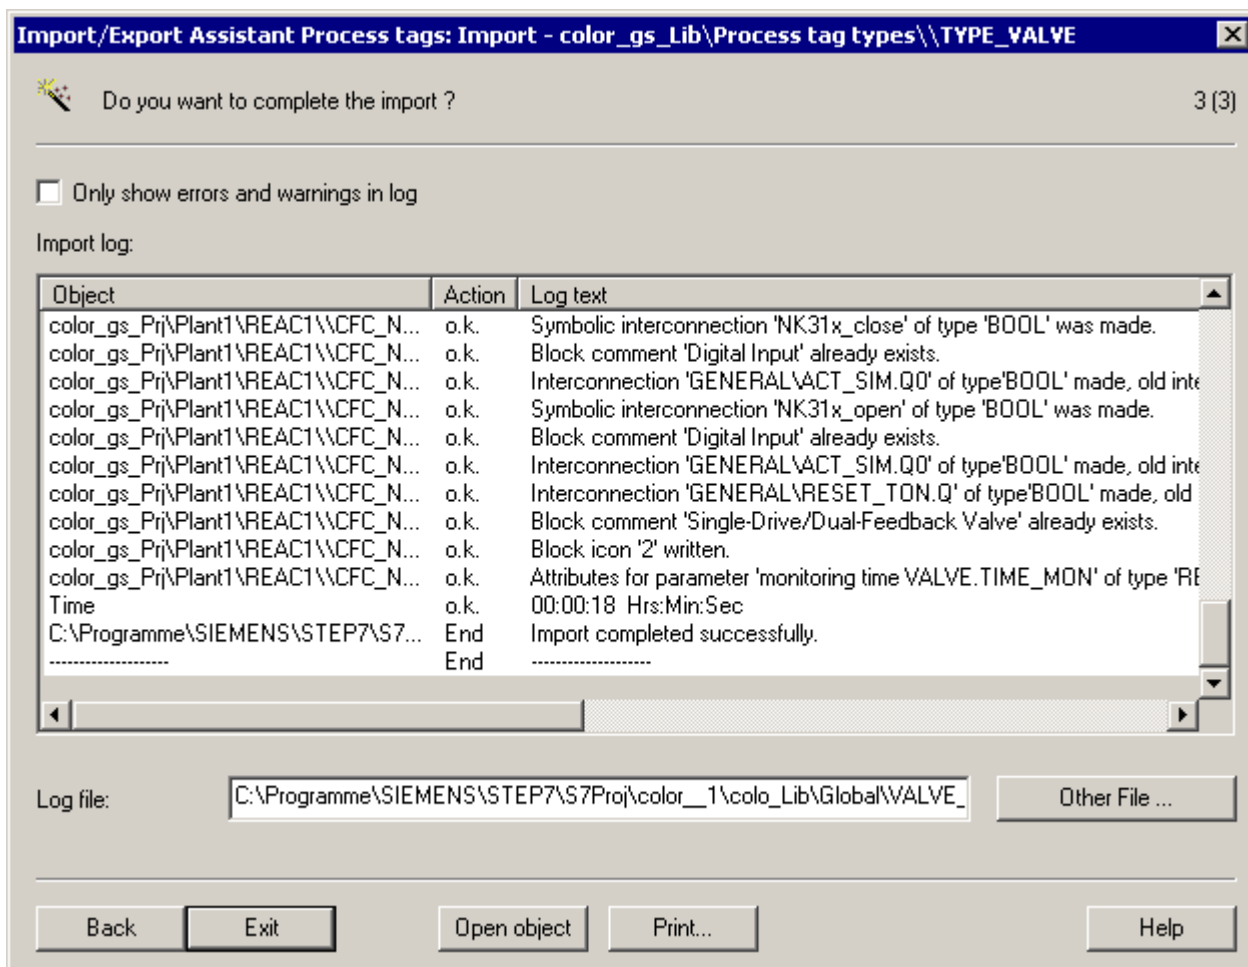 Import/Export Assistant Process tags: Import - color_gs_Lib\Process tag types\\TYPE_VALVE
Do you want to complete the import ? 3 (3)
Only show errors and warnings in log
Import log:
Object Action Log text
color_gs_Prj\Plant1\REAC1\\CFC_N... o.k. Symbolic interconnection 'NK31x_close' of type 'BOOL' was made.
color_gs_Prj\Plant1\REAC1\\CFC_N... o.k. Block comment 'Digital Input' already exists.
color_gs_Prj\Plant1\REAC1\\CFC_N... o.k. Interconnection 'GENERAL\ACT_SIM.Q0' of type'BOOL' made, old inte
color_gs_Prj\Plant1\REAC1\\CFC_N... o.k. Symbolic interconnection 'NK31x_open' of type 'BOOL' was made.
color_gs_Prj\Plant1\REAC1\\CFC_N... o.k. Block comment 'Digital Input' already exists.
color_gs_Prj\Plant1\REAC1\\CFC_N... o.k. Interconnection 'GENERAL\ACT_SIM.Q0' of type'BOOL' made, old inte
color_gs_Prj\Plant1\REAC1\\CFC_N... o.k. Interconnection 'GENERAL\RESET_TON.Q' of type'BOOL' made, old
color_gs_Prj\Plant1\REAC1\\CFC_N... o.k. Block comment 'Single-Drive/Dual-Feedback Valve' already exists.
color_gs_Prj\Plant1\REAC1\\CFC_N... o.k. Block icon '2' written.
color_gs_Prj\Plant1\REAC1\\CFC_N... o.k. Attributes for parameter 'monitoring time VALVE.TIME_MON' of type 'RE
Time o.k. 00:00:18 Hrs:Min:Sec
C:\Programme\SIEMENS\STEP7\S7... End Import completed successfully.
-------------------- End --------------------
Log file: C:\Programme\SIEMENS\STEP7\S7Proj\color__1\colo_Lib\Global\VALVE_ Other File ...
Back Exit Open object Print... Help